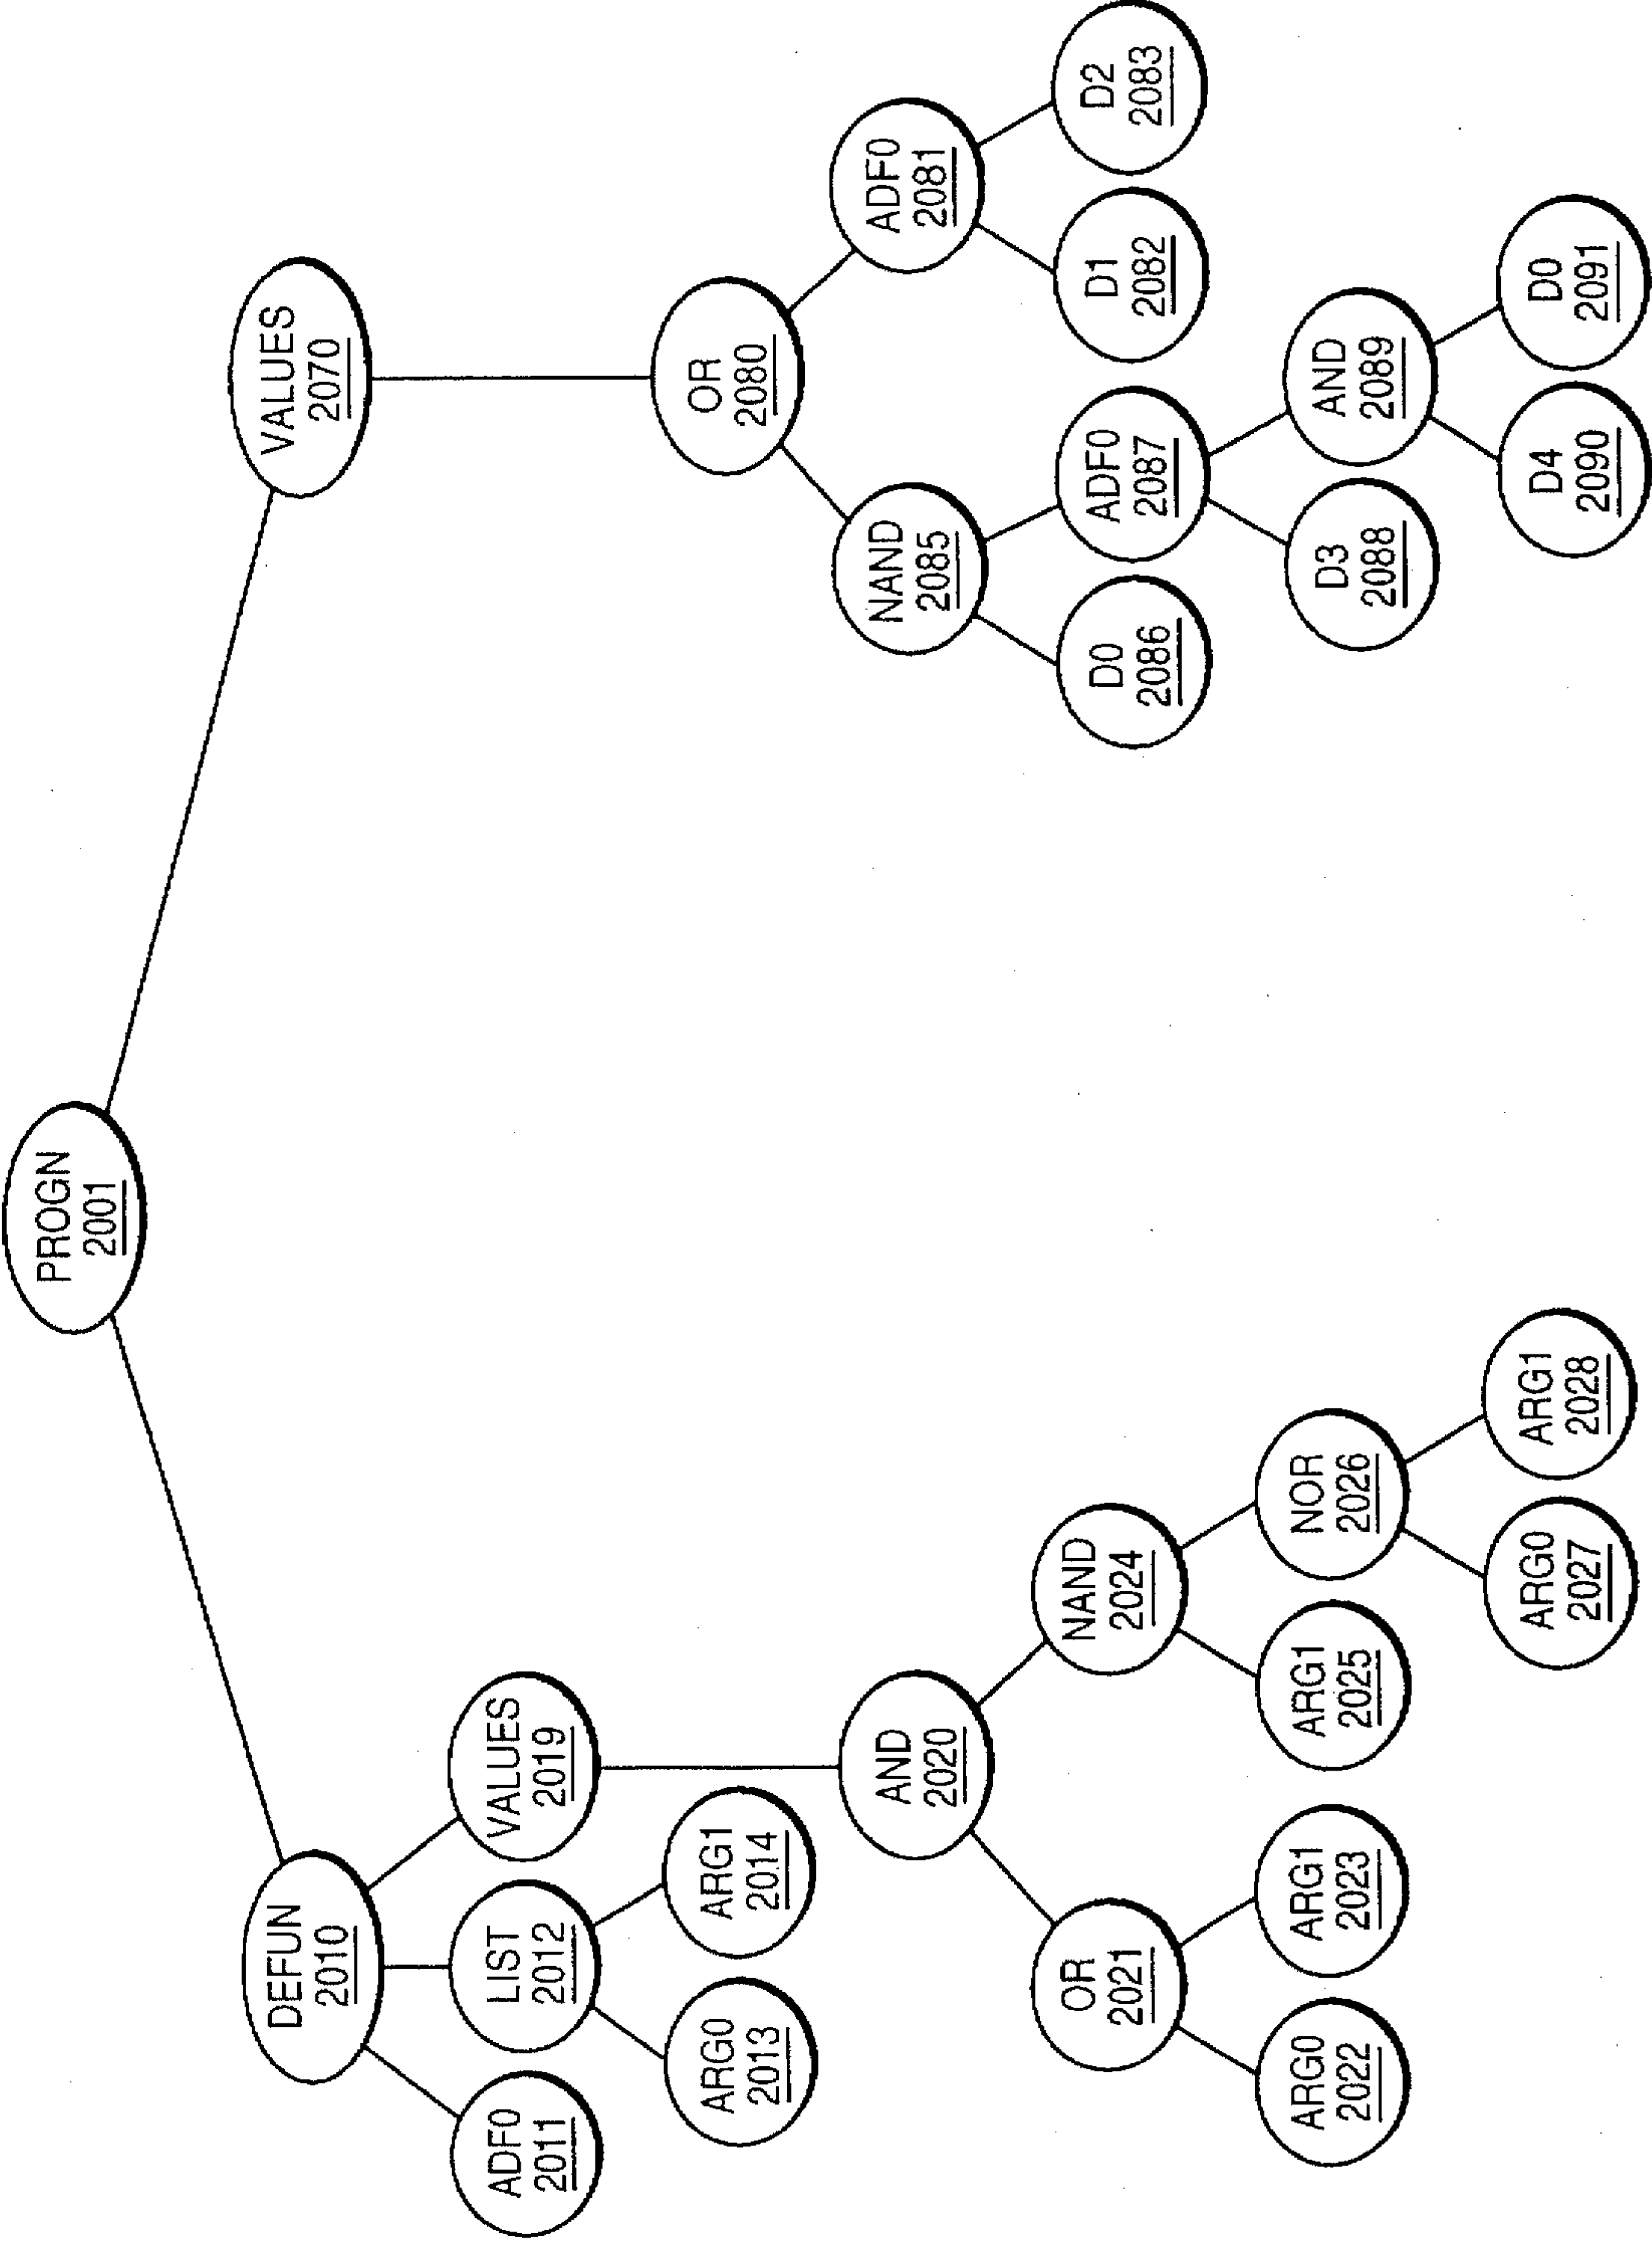 PROGN
2001
DEFUN
2010
VALUES
2070
ADF0
2011
LIST
2012
VALUES
2019
ARG0
2013
ARG1
2014
AND
2020
OR
2021
NAND
2024
ARG0
2022
ARG1
2023
ARG1
2025
NOR
2026
ARG0
2027
ARG1
2028
OR
2080
NAND
2085
ADF0
2081
D0
2086
ADF0
2087
D1
2082
D2
2083
D3
2088
AND
2089
D4
2090
D0
2091